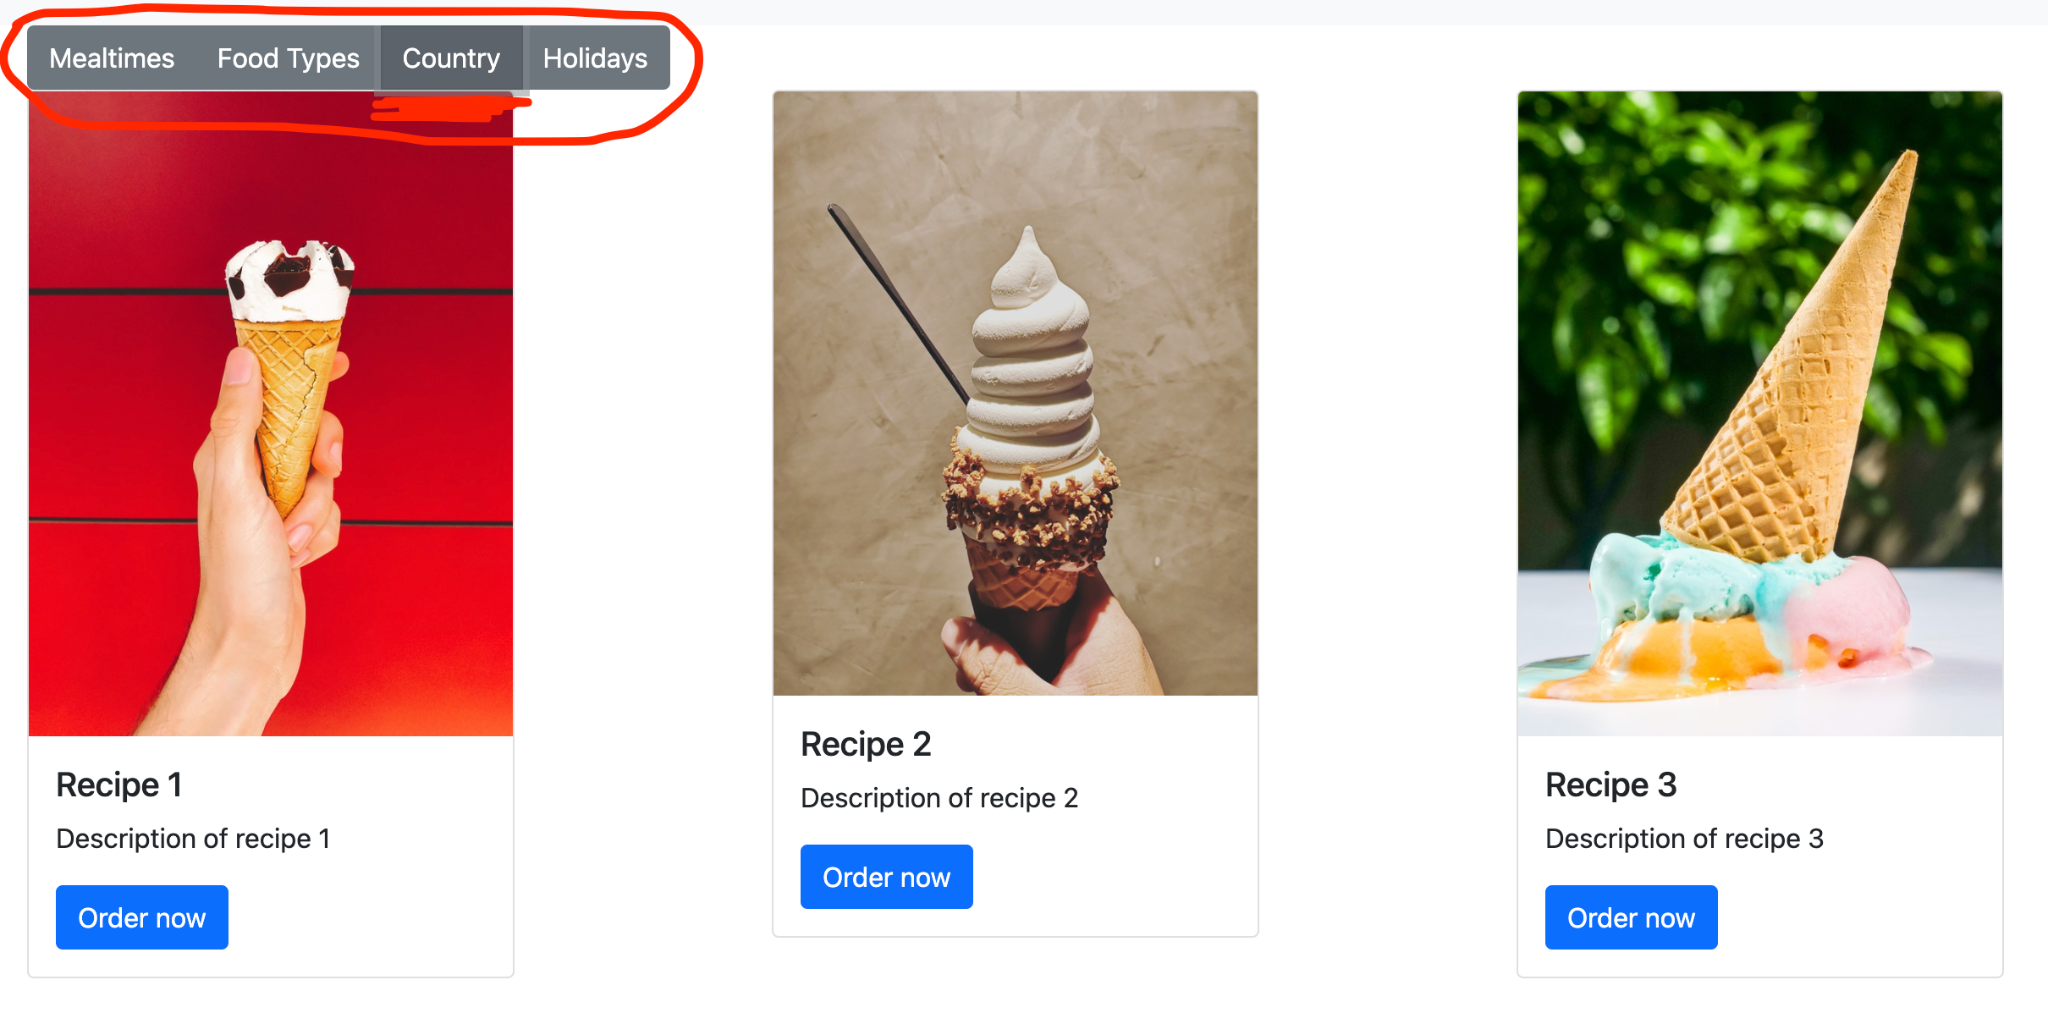 Mealtimes Food Types Country Holidays
Recipe 1
Description of recipe 1
Order now
Recipe 2
Description of recipe 2
Order now
Recipe 3
Description of recipe 3
Order now